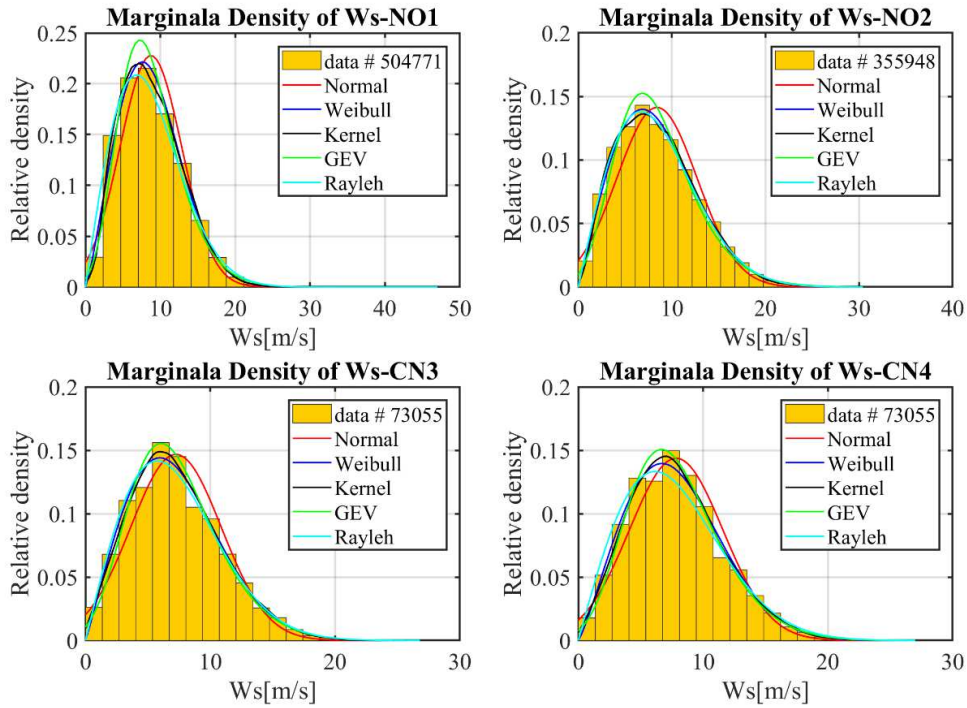 Marginala Density of Ws-NO1
0.25
0.2
0.15
0.1
0.05
0
Relative density
data # 504771
Normal
Weibull
Kernel
GEV
Rayleh
0 10 20 30 40 50
Ws[m/s]
Marginala Density of Ws-NO2
0.2
0.15
0.1
0.05
0
Relative density
data # 355948
Normal
Weibull
Kernel
GEV
Rayleh
0 10 20 30 40
Ws[m/s]
Marginala Density of Ws-CN3
0.2
0.15
0.1
0.05
0
Relative density
data # 73055
Normal
Weibull
Kernel
GEV
Rayleh
0 10 20 30
Ws[m/s]
Marginala Density of Ws-CN4
0.2
0.15
0.1
0.05
0
Relative density
data # 73055
Normal
Weibull
Kernel
GEV
Rayleh
0 10 20 30
Ws[m/s]